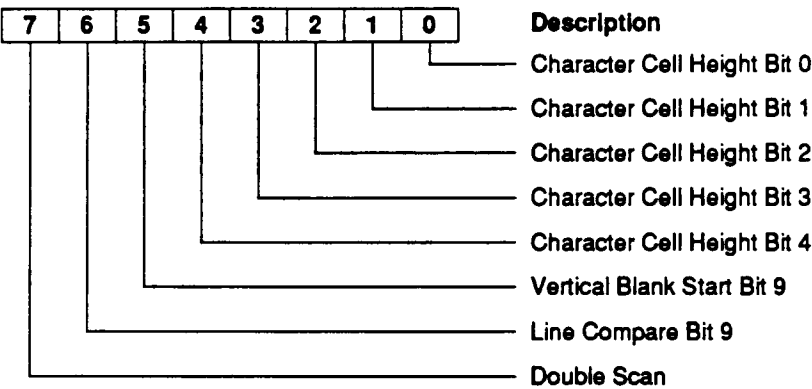 7 6 5 4 3 2 1 0 Description
Character Cell Height Bit 0
Character Cell Height Bit 1
Character Cell Height Bit 2
Character Cell Height Bit 3
Character Cell Height Bit 4
Vertical Blank Start Bit 9
Line Compare Bit 9
Double Scan